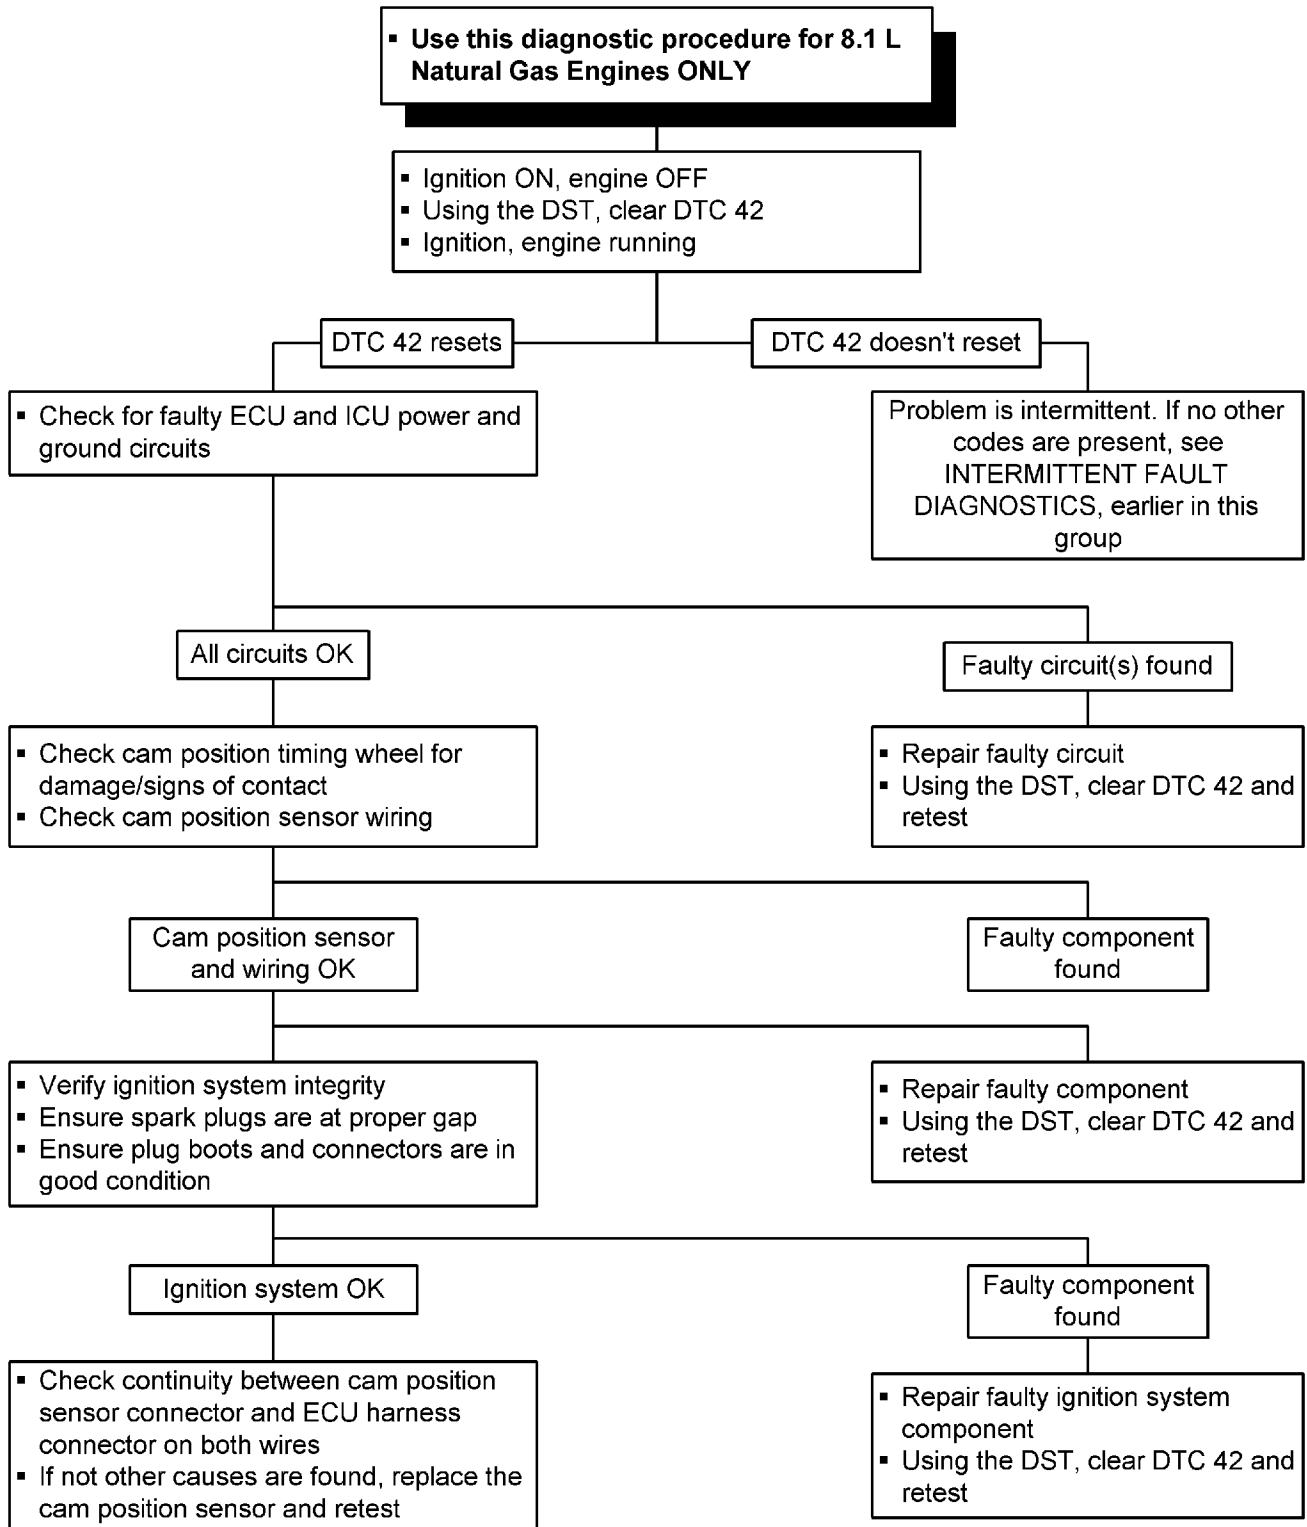 ▪ Use this diagnostic procedure for 8.1 L
Natural Gas Engines ONLY
▪ Ignition ON, engine OFF
▪ Using the DST, clear DTC 42
▪ Ignition, engine running
DTC 42 resets
DTC 42 doesn't reset
▪ Check for faulty ECU and ICU power and
ground circuits
Problem is intermittent. If no other
codes are present, see
INTERMITTENT FAULT
DIAGNOSTICS, earlier in this
group
All circuits OK
Faulty circuit(s) found
▪ Check cam position timing wheel for
damage/signs of contact
▪ Check cam position sensor wiring
▪ Repair faulty circuit
▪ Using the DST, clear DTC 42 and
retest
Cam position sensor
and wiring OK
Faulty component
found
▪ Verify ignition system integrity
▪ Ensure spark plugs are at proper gap
▪ Ensure plug boots and connectors are in
good condition
▪ Repair faulty component
▪ Using the DST, clear DTC 42 and
retest
Ignition system OK
Faulty component
found
▪ Check continuity between cam position
sensor connector and ECU harness
connector on both wires
▪ If not other causes are found, replace the
cam position sensor and retest
▪ Repair faulty ignition system
component
▪ Using the DST, clear DTC 42 and
retest